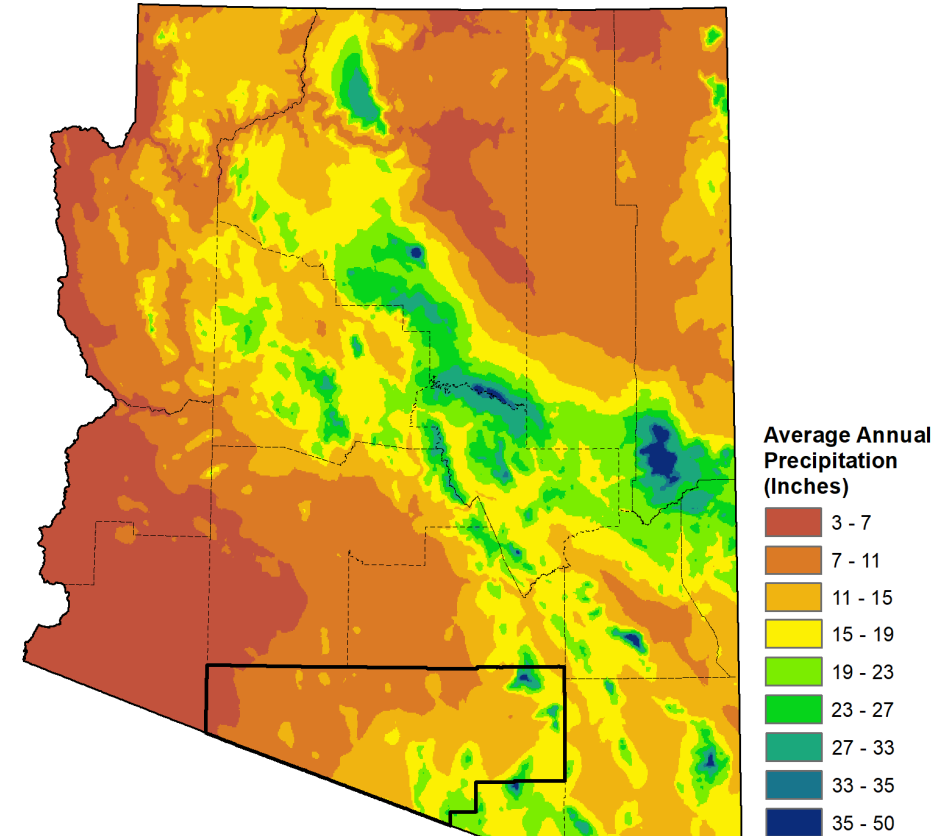 Average Annual
Precipitation
(Inches)
3 - 7
7 - 11
11 - 15
15 - 19
19 - 23
23 - 27
27 - 33
33 - 35
35 - 50